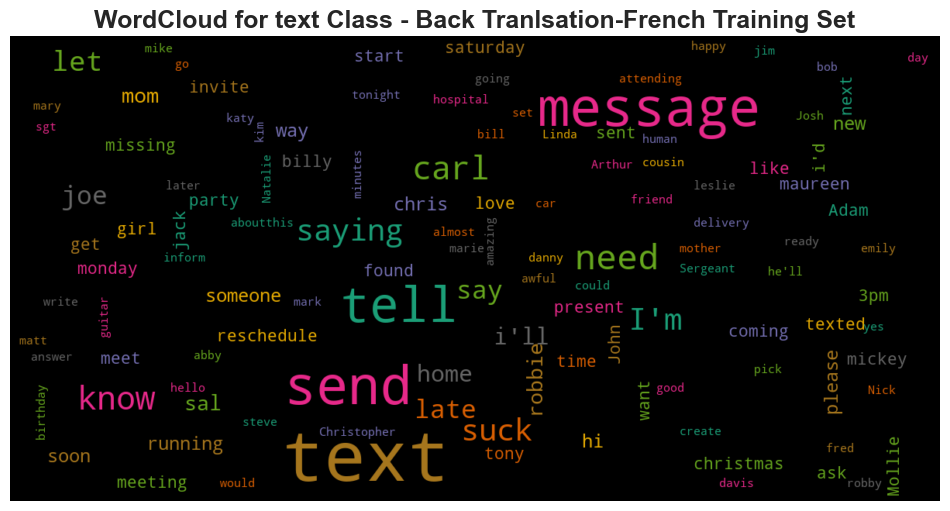 WordCloud for text Class - Back Tranlsation-French Training Set
mike
let
go
start
saturday
happy
jim
bob
day
mom
invite
going
attending
tonight
hospital
message
next
mary
sgt
katy
kim
way
set
bill
Linda
sent
human
Josh
new
missing
billy
minutes
carl
Arthur
cousin
like
i'd
maureen
joe
later
Natalie
party
chris
love
car
friend
leslie
delivery
Adam
girl
jack
aboutthis
saying
almost
marie
amazing
need
mother
ready
emily
get
inform
monday
found
danny
awful
could
Sergeant
he'll
write
guitar
someone
mark
tell
say
present
I'm
3pm
matt
answer
meet
abby
reschedule
i'll
robbie
time
John
coming
texted
yes
mickey
birthday
know
hello
sal
send
home
late
want
good
pick
please
Nick
steve
Christopher
suck
tony
hi
create
fred
soon
running
text
christmas
ask
robby
Mollie
meeting
would
davis